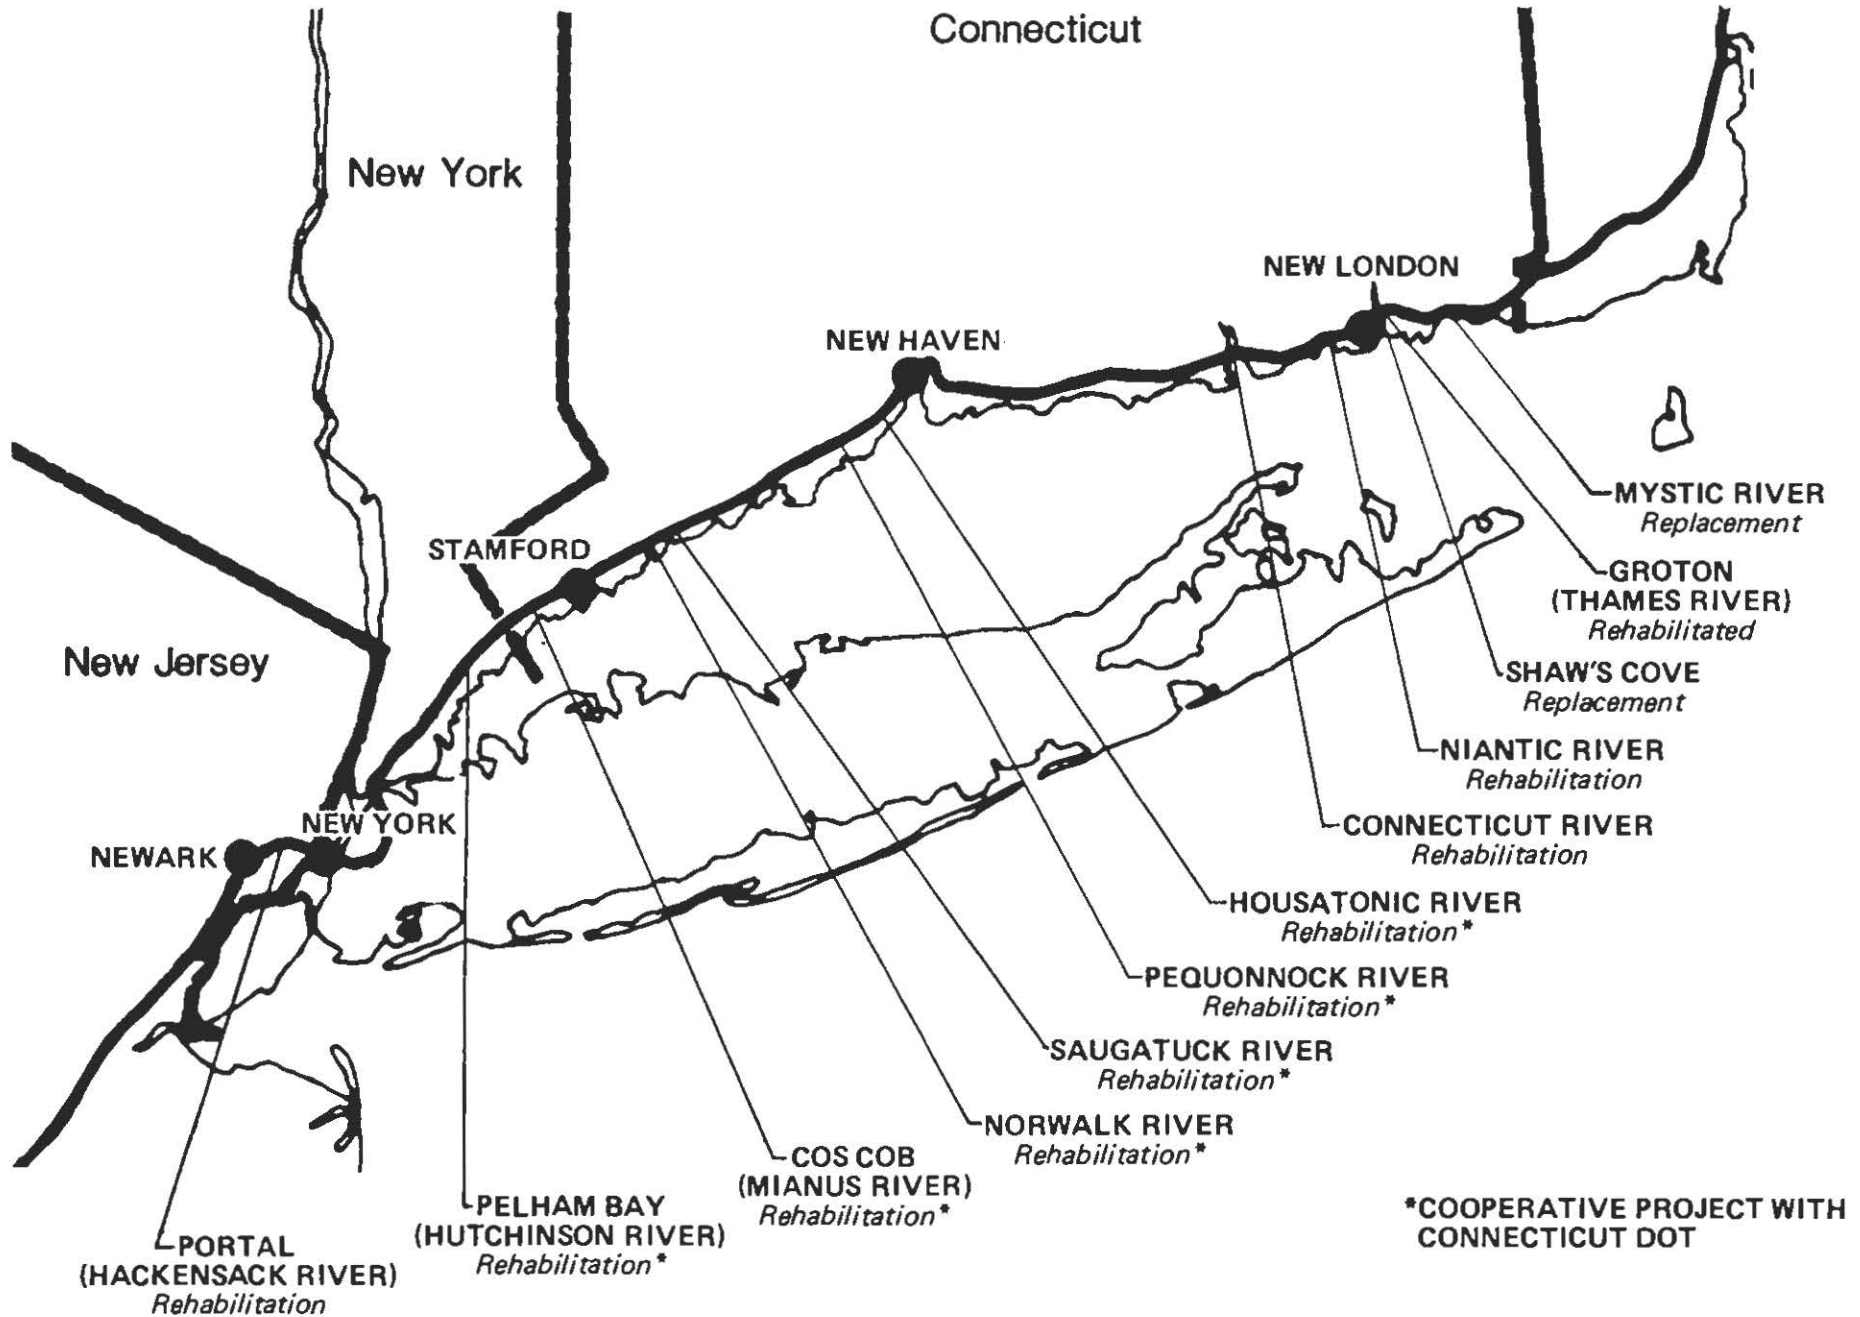 Connecticut
New York
NEW LONDON
NEW HAVEN
STAMFORD
New Jersey
NEW YORK
NEWARK
MYSTIC RIVER
Replacement
GROTON
(THAMES RIVER)
Rehabilitated
SHAW'S COVE
Replacement
NIANTIC RIVER
Rehabilitation
CONNECTICUT RIVER
Rehabilitation
HOUSATONIC RIVER
Rehabilitation*
PEQUONNOCK RIVER
Rehabilitation*
SAUGATUCK RIVER
Rehabilitation*
NORWALK RIVER
Rehabilitation*
COS COB
(MIANUS RIVER)
Rehabilitation*
PELHAM BAY
(HUTCHINSON RIVER)
Rehabilitation*
PORTAL
(HACKENSACK RIVER)
Rehabilitation
*COOPERATIVE PROJECT WITH
CONNECTICUT DOT